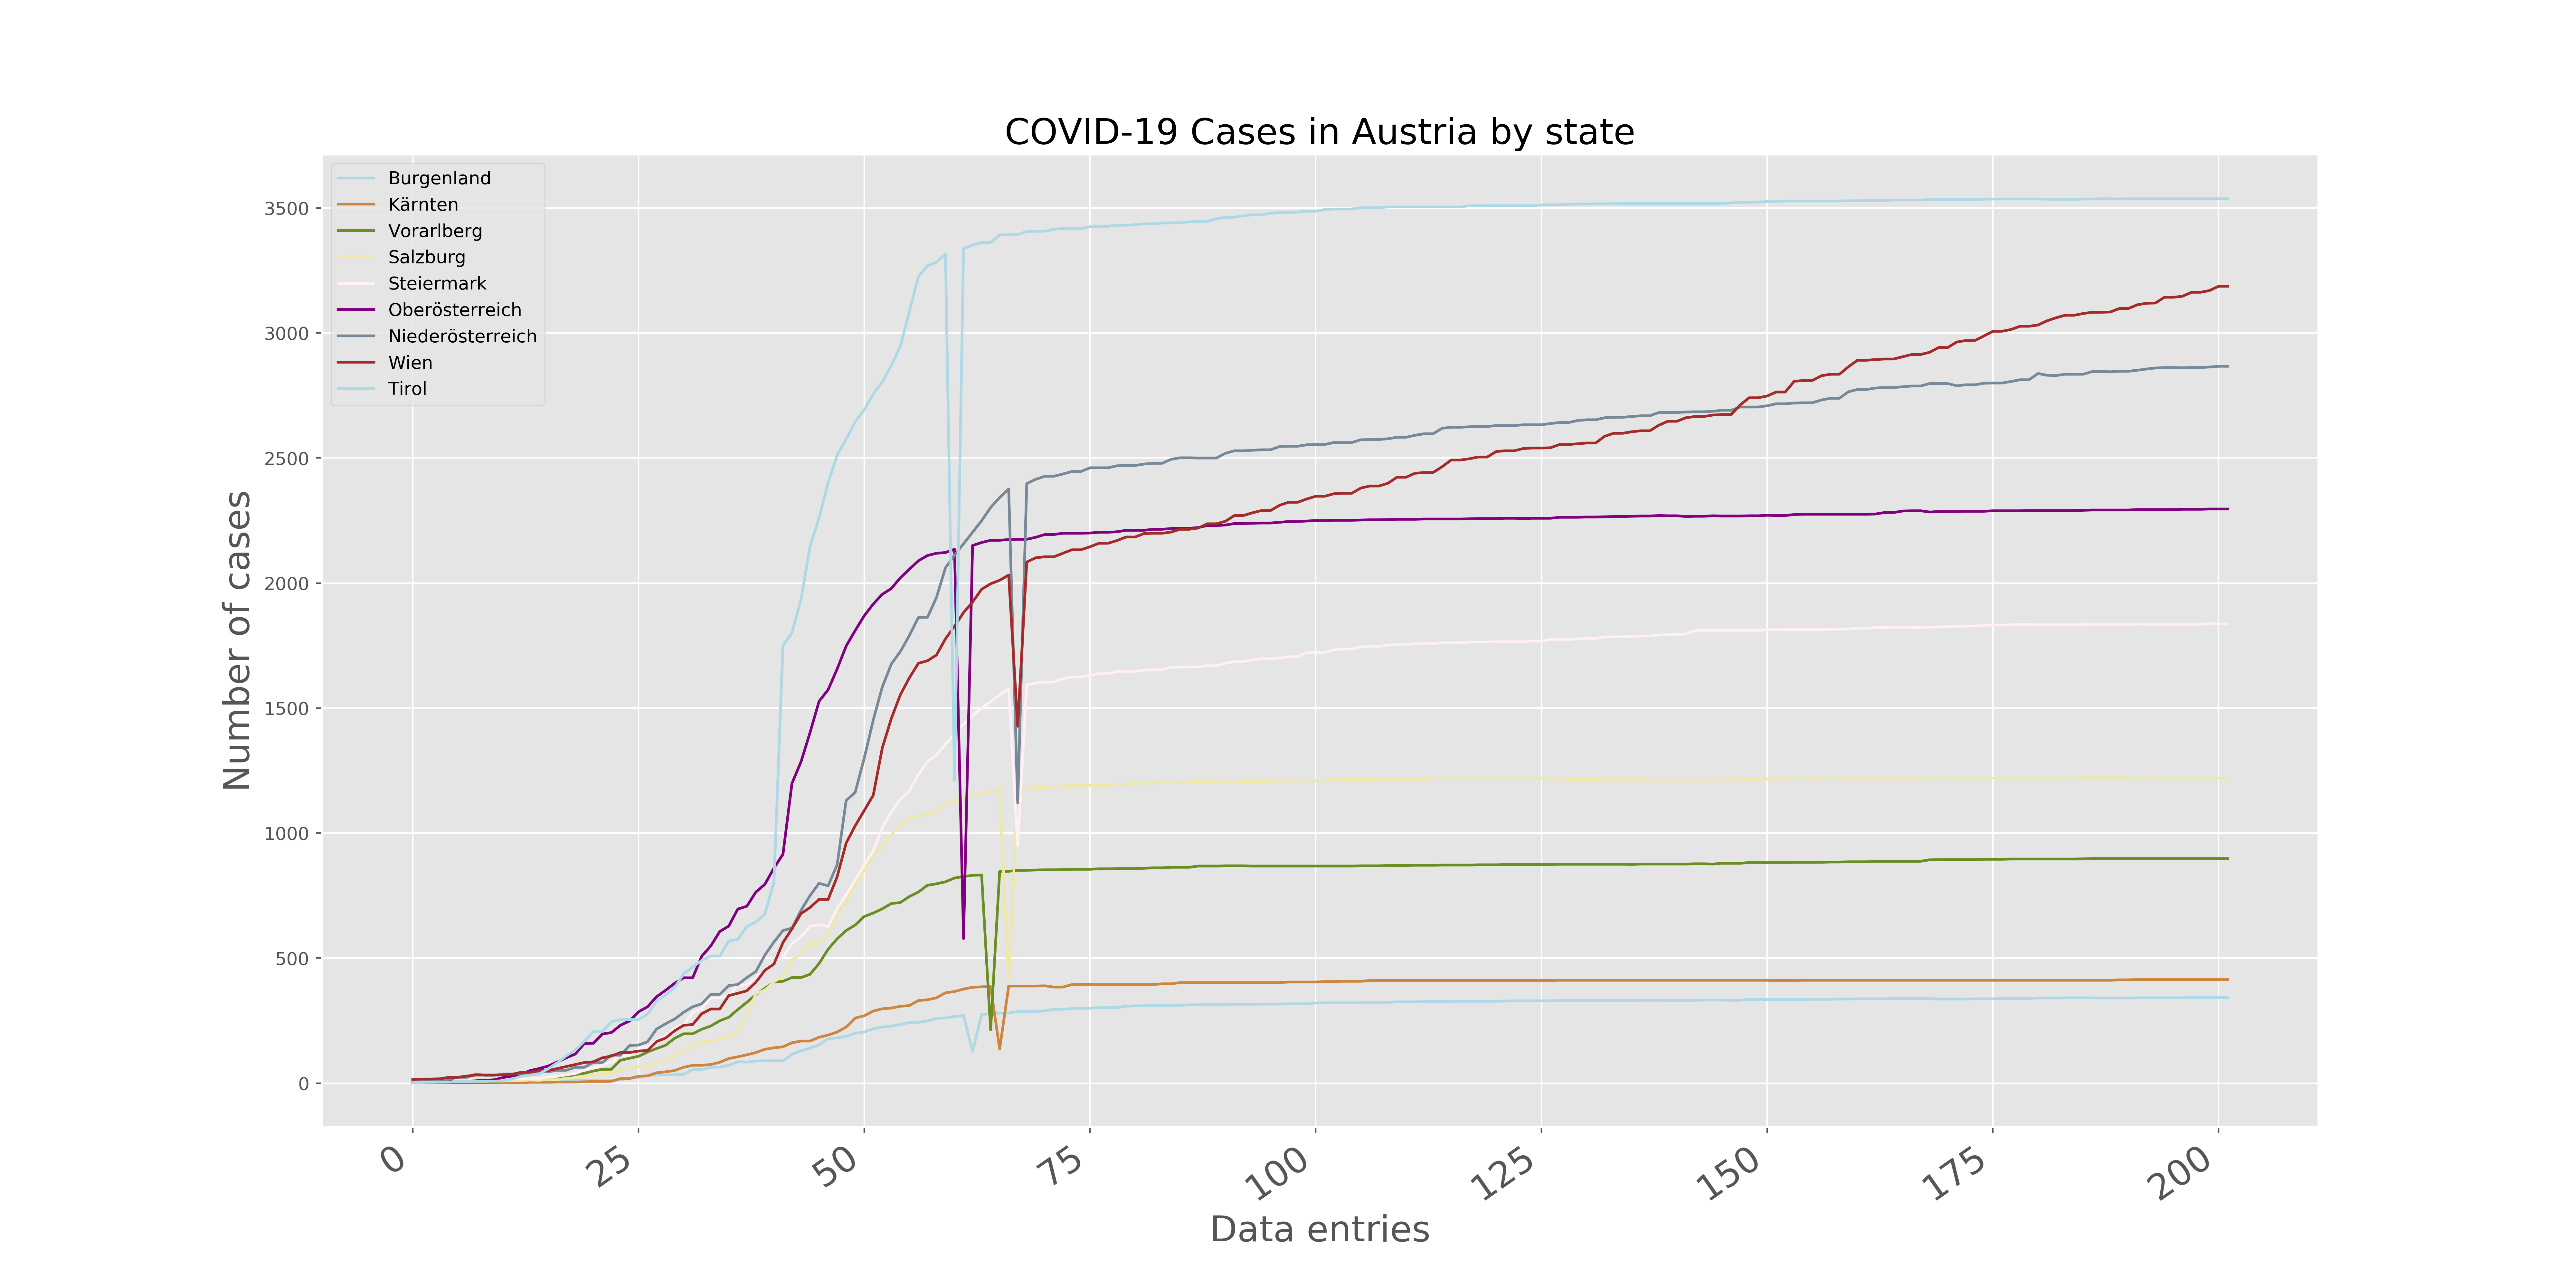 COVID-19 Cases in Austria by state
Burgenland
Kärnten
Vorarlberg
Salzburg
Steiermark
Oberösterreich
Niederösterreich
Wien
Tirol
Number of cases
3500
3000
2500
2000
1500
1000
500
0
0 25 50 75 100 125 150 175 200
Data entries